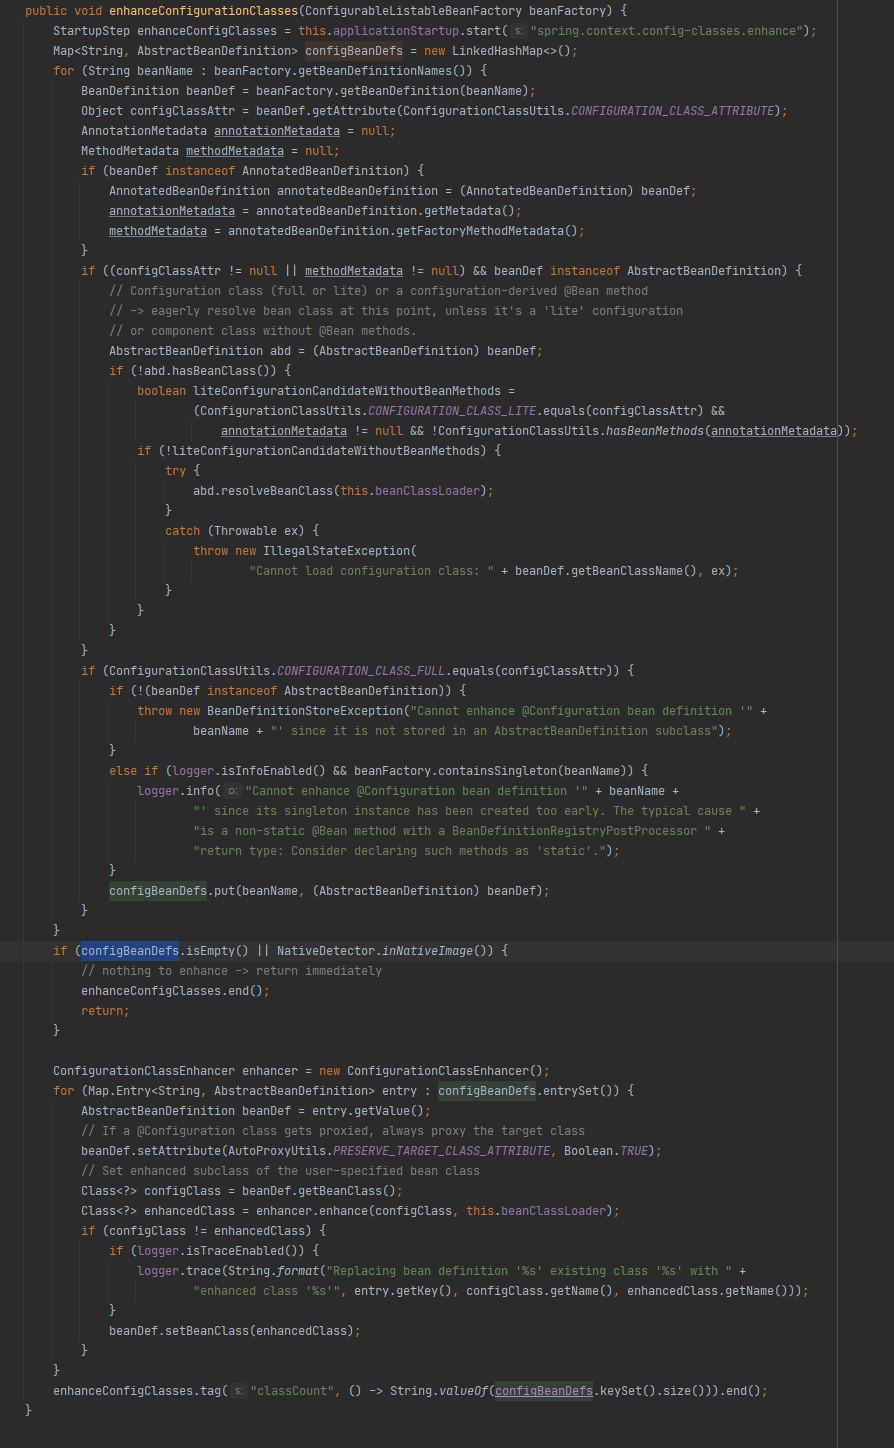 public void enhanceConfigurationClasses(ConfigurableListableBeanFactory beanFactory) {
StartupStep enhanceConfigClasses = this.applicationStartup.start( s: "spring.context.config-classes.enhance");
Map<String, AbstractBeanDefinition> configBeanDefs = new LinkedHashMap<>();
for (String beanName : beanFactory.getBeanDefinitionNames()) {
BeanDefinition beanDef = beanFactory.getBeanDefinition(beanName);
Object configClassAttr = beanDef.getAttribute(ConfigurationClassUtils.CONFIGURATION_CLASS_ATTRIBUTE);
AnnotationMetadata annotationMetadata = null;
MethodMetadata methodMetadata = null;
if (beanDef instanceof AnnotatedBeanDefinition) {
AnnotatedBeanDefinition annotatedBeanDefinition = (AnnotatedBeanDefinition) beanDef;
annotationMetadata = annotatedBeanDefinition.getMetadata();
methodMetadata = annotatedBeanDefinition.getFactoryMethodMetadata();
}
if ((configClassAttr != null || methodMetadata != null) && beanDef instanceof AbstractBeanDefinition) {
// Configuration class (full or lite) or a configuration-derived @Bean method
// -> eagerly resolve bean class at this point, unless it's a 'lite' configuration
// or component class without @Bean methods.
AbstractBeanDefinition abd = (AbstractBeanDefinition) beanDef;
if (!abd.hasBeanClass()) {
boolean liteConfigurationCandidateWithoutBeanMethods =
(ConfigurationClassUtils.CONFIGURATION_CLASS_LITE.equals(configClassAttr) &&
annotationMetadata != null && !ConfigurationClassUtils.hasBeanMethods(annotationMetadata));
if (!liteConfigurationCandidateWithoutBeanMethods) {
try {
abd.resolveBeanClass(this.beanClassLoader);
}
catch (Throwable ex) {
throw new IllegalStateException(
"Cannot load configuration class: " + beanDef.getBeanClassName(), ex);
}
}
}
}
if (ConfigurationClassUtils.CONFIGURATION_CLASS_FULL.equals(configClassAttr)) {
if (!(beanDef instanceof AbstractBeanDefinition)) {
throw new BeanDefinitionStoreException("Cannot enhance @Configuration bean definition '" +
beanName + "' since it is not stored in an AbstractBeanDefinition subclass");
}
else if (logger.isInfoEnabled() && beanFactory.containsSingleton(beanName)) {
logger.info( o: "Cannot enhance @Configuration bean definition '" + beanName +
"' since its singleton instance has been created too early. The typical cause " +
"is a non-static @Bean method with a BeanDefinitionRegistryPostProcessor " +
"return type: Consider declaring such methods as 'static'.");
}
configBeanDefs.put(beanName, (AbstractBeanDefinition) beanDef);
}
}
if (configBeanDefs.isEmpty() || NativeDetector.inNativeImage()) {
// nothing to enhance -> return immediately
enhanceConfigClasses.end();
return;
}
ConfigurationClassEnhancer enhancer = new ConfigurationClassEnhancer();
for (Map.Entry<String, AbstractBeanDefinition> entry : configBeanDefs.entrySet()) {
AbstractBeanDefinition beanDef = entry.getValue();
// If a @Configuration class gets proxied, always proxy the target class
beanDef.setAttribute(AutoProxyUtils.PRESERVE_TARGET_CLASS_ATTRIBUTE, Boolean.TRUE);
// Set enhanced subclass of the user-specified bean class
Class<?> configClass = beanDef.getBeanClass();
Class<?> enhancedClass = enhancer.enhance(configClass, this.beanClassLoader);
if (configClass != enhancedClass) {
if (logger.isTraceEnabled()) {
logger.trace(String.format("Replacing bean definition '%s' existing class '%s' with " +
"enhanced class '%s'", entry.getKey(), configClass.getName(), enhancedClass.getName()));
}
beanDef.setBeanClass(enhancedClass);
}
}
enhanceConfigClasses.tag( s: "classCount", () -> String.valueOf(configBeanDefs.keySet().size())).end();
}